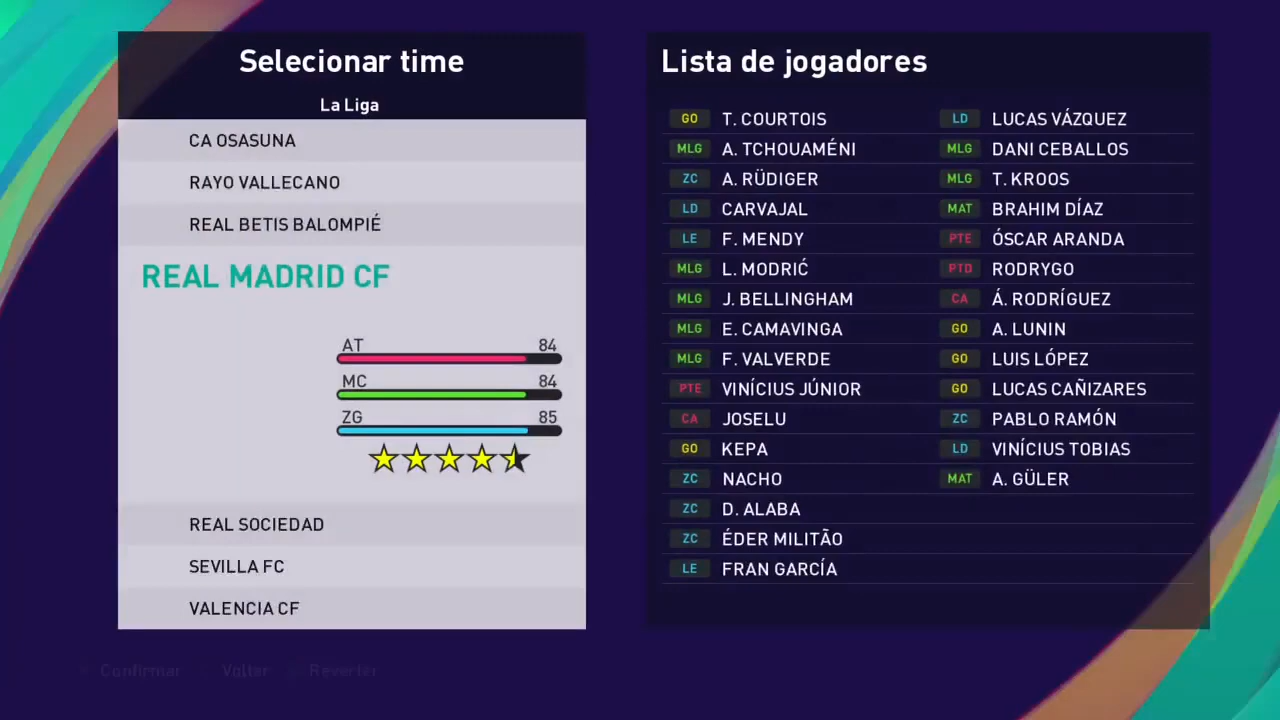 Selecionar time
La Liga
CA OSASUNA
RAYO VALLECANO
REAL BETIS BALOMPIÉ
REAL MADRID CF
AT 84
MC 84
ZG 85
REAL SOCIEDAD
SEVILLA FC
VALENCIA CF
Lista de jogadores
GO T. COURTOIS
MLG A. TCHOUAMÉNI
ZC A. RÜDIGER
LD CARVAJAL
LE F. MENDY
MLG L. MODRIĆ
MLG J. BELLINGHAM
MLG E. CAMAVINGA
MLG F. VALVERDE
PTE VINÍCIUS JÚNIOR
CA JOSELU
GO KEPA
ZC NACHO
ZC D. ALABA
ZC ÉDER MILITÃO
LE FRAN GARCÍA
LD LUCAS VÁZQUEZ
MLG DANI CEBALLOS
MLG T. KROOS
MAT BRAHIM DÍAZ
PTE ÓSCAR ARANDA
PTD RODRYGO
CA Á. RODRÍGUEZ
GO A. LUNIN
GO LUIS LÓPEZ
GO LUCAS CAÑIZARES
ZC PABLO RAMÓN
LD VINÍCIUS TOBIAS
MAT A. GÜLER
Confirmar Voltar Reverter